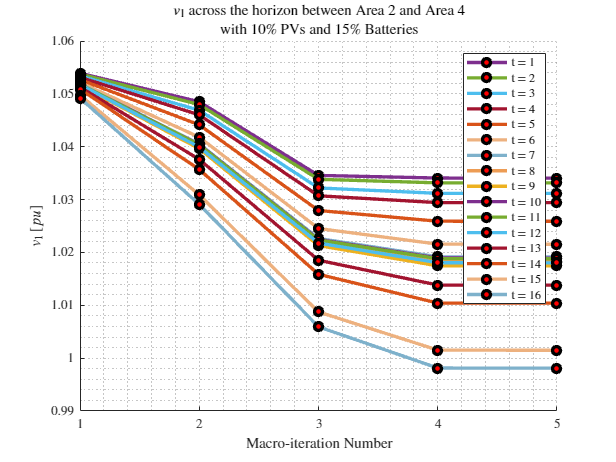 v1 across the horizon between Area 2 and Area 4
with 10% PVs and 15% Batteries
1.06
1.05
1.04
1.03
1.02
1.01
1
0.99
v1 [pu]
1
2
3
4
5
Macro-iteration Number
t = 1
t = 2
t = 3
t = 4
t = 5
t = 6
t = 7
t = 8
t = 9
t = 10
t = 11
t = 12
t = 13
t = 14
t = 15
t = 16